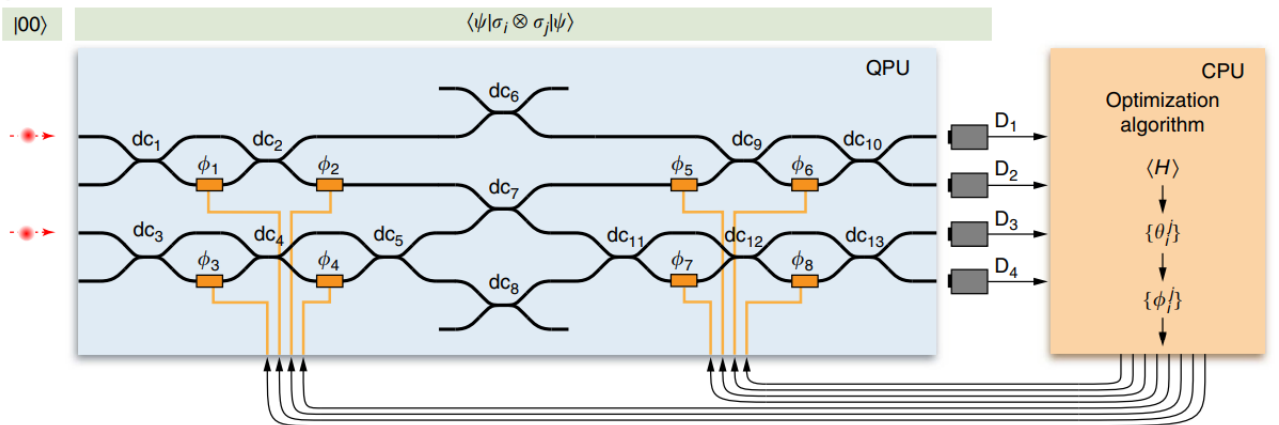 |00⟩
⟨ψ|σᵢ ⊗ σⱼ|ψ⟩
QPU
CPU
dc₆
Optimization
algorithm
D₁
dc₁
dc₂
dc₉
dc₁₀
ϕ₁
ϕ₂
ϕ₅
ϕ₆
⟨H⟩
dc₇
D₂
D₃
{θᵢʲ}
dc₃
dc₄
dc₅
dc₁₁
dc₁₂
dc₁₃
ϕ₃
ϕ₄
ϕ₇
ϕ₈
D₄
dc₈
{ϕᵢʲ}